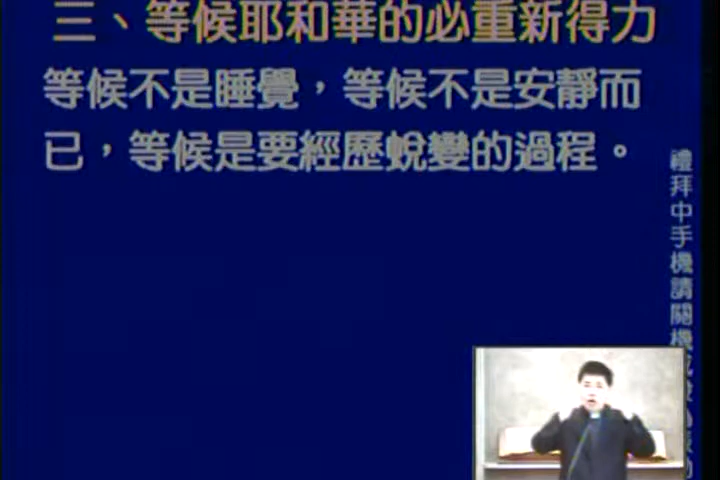 三、等候耶和華的必重新得力
等候不是睡覺，等候不是安靜而
已，等候是要經歷蛻變的過程。
禮拜中手機請關機或